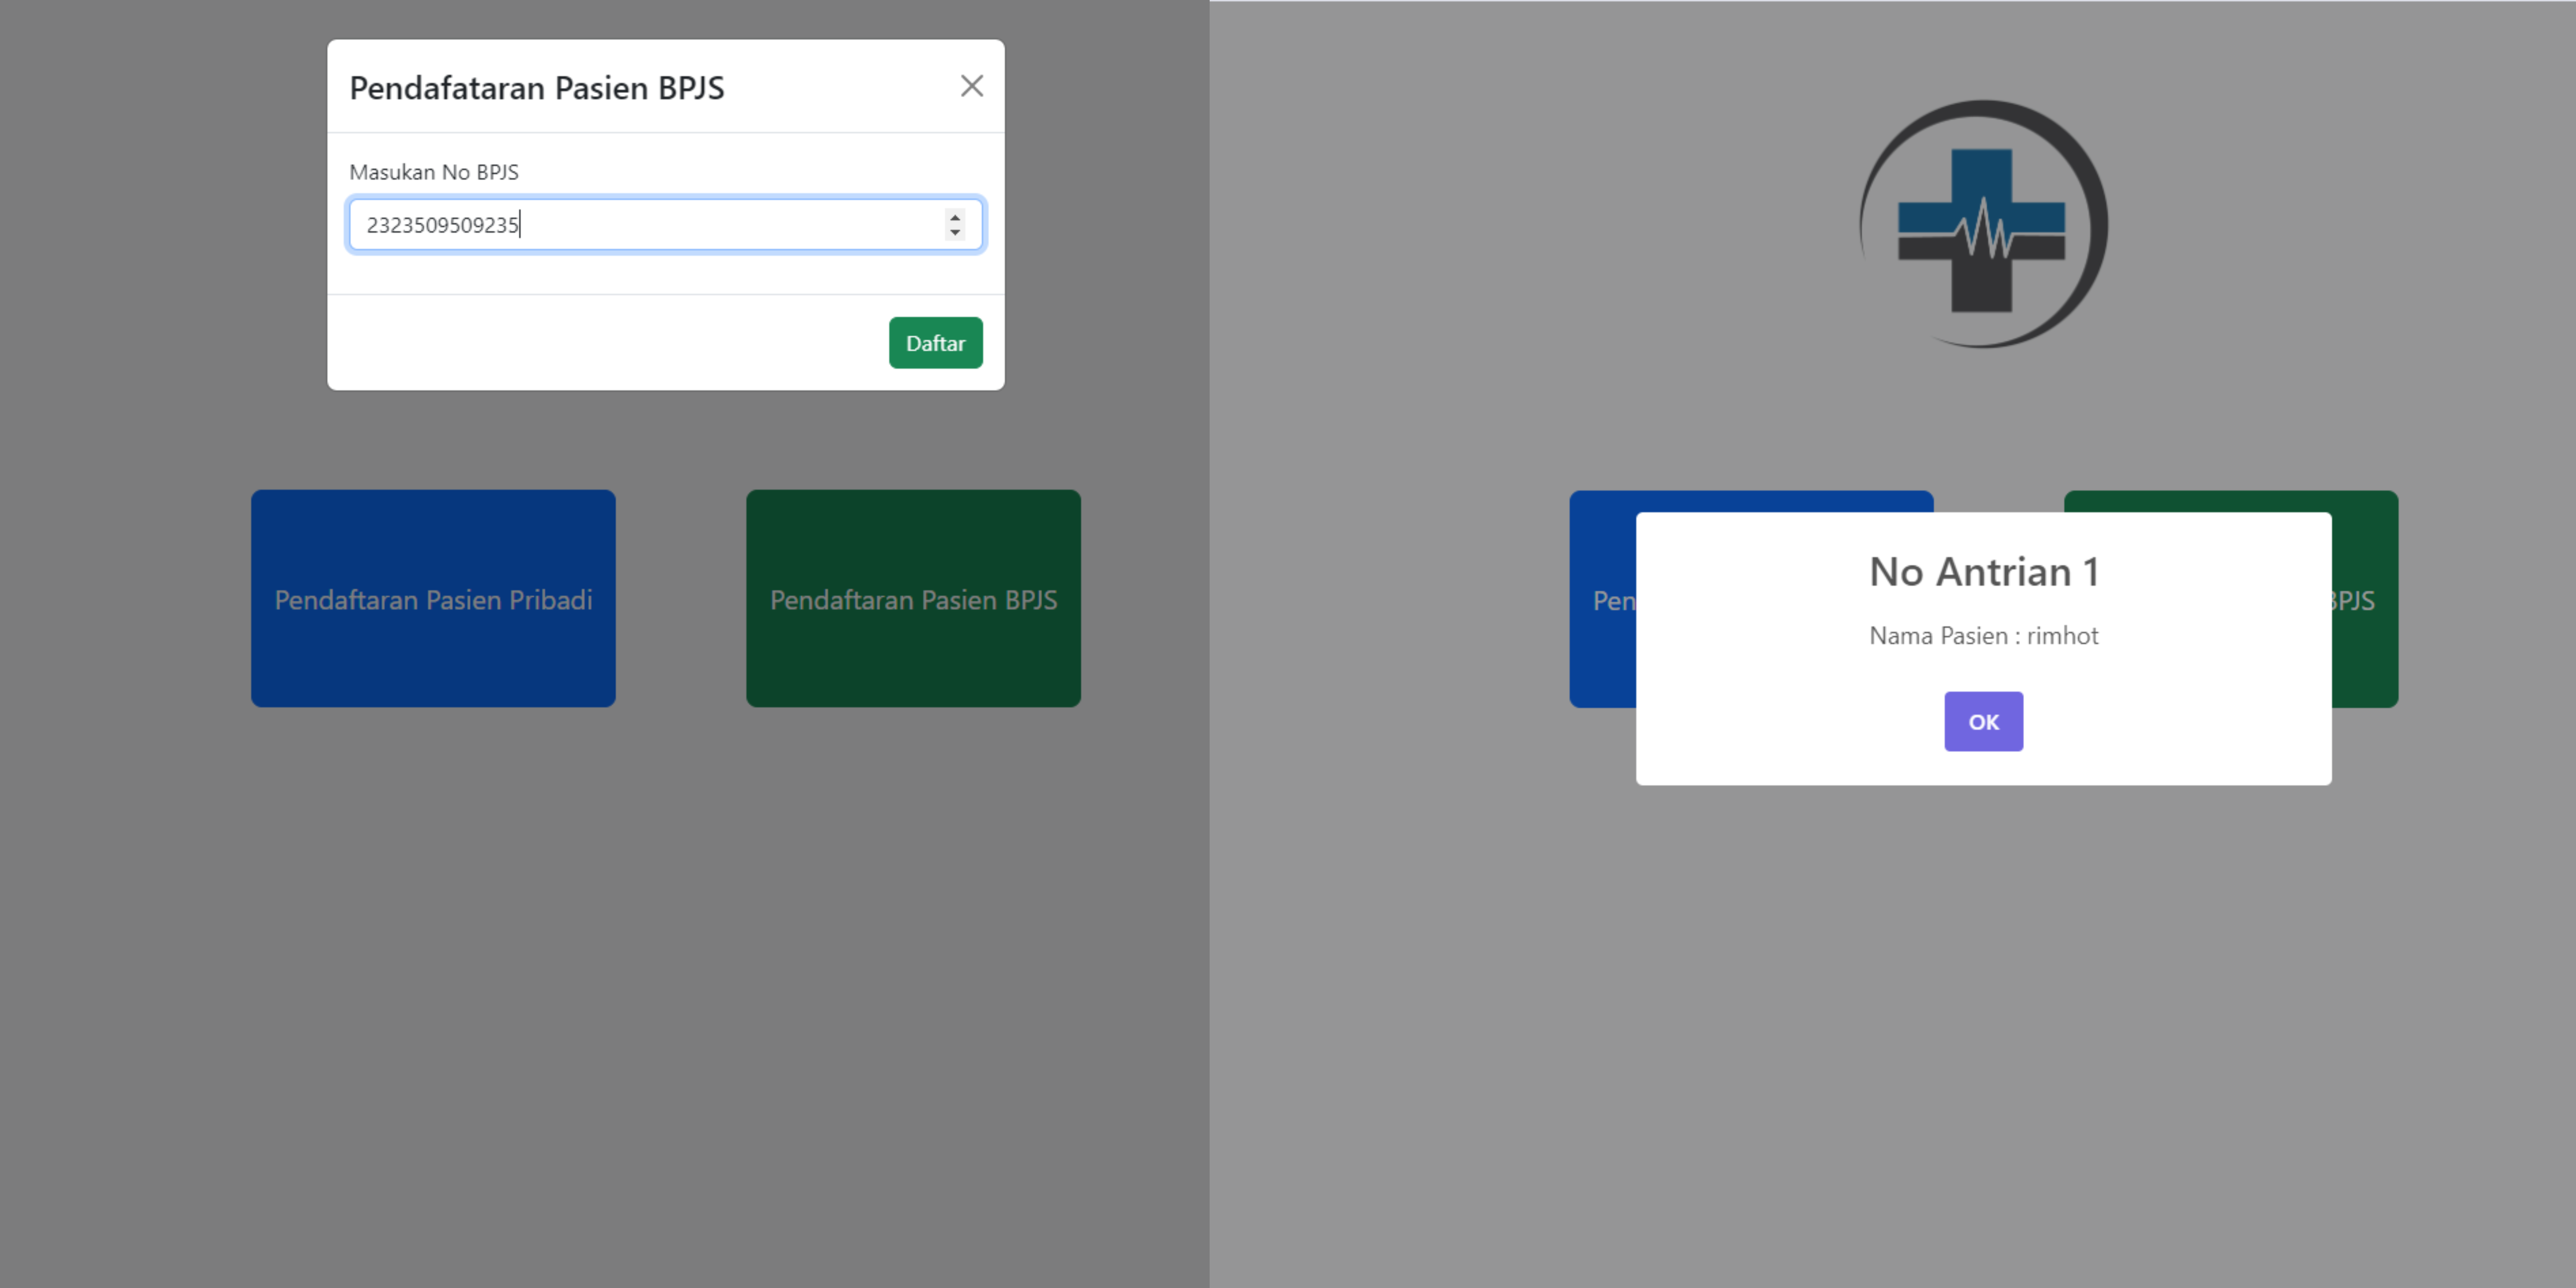 Pendafataran Pasien BPJS
Masukan No BPJS
2323509509235
Daftar
Pendaftaran Pasien Pribadi
Pendaftaran Pasien BPJS
No Antrian 1
Nama Pasien : rimhot
OK
Pen
BPJS